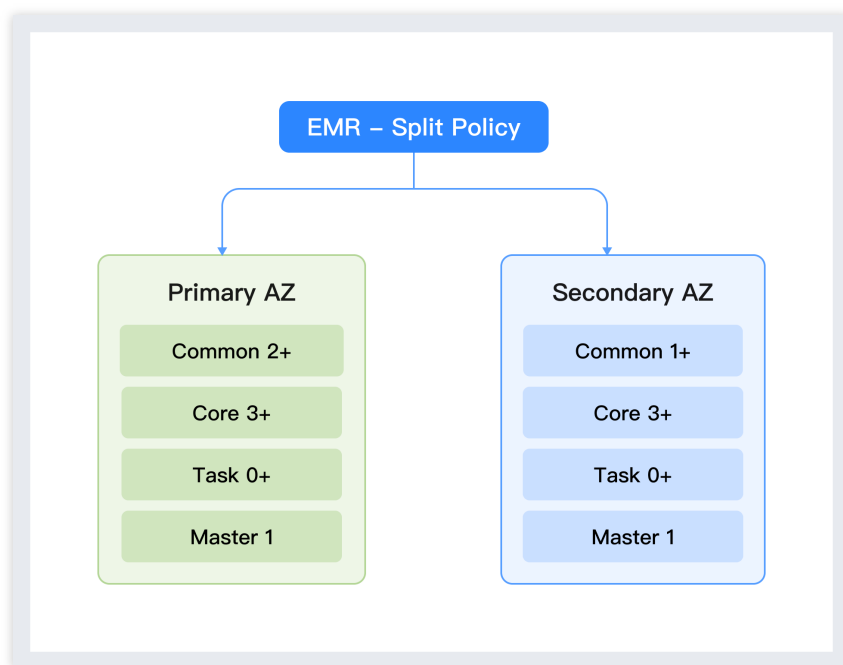 EMR – Split Policy
Primary AZ
Common 2+
Core 3+
Task 0+
Master 1
Secondary AZ
Common 1+
Core 3+
Task 0+
Master 1